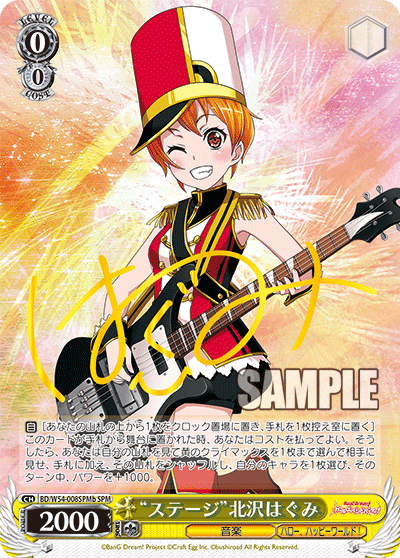 LEVEL
0
0
COST
はぐみ
SAMPLE
自 [あなたの山札の上から1枚をクロック置場に置き、手札を1枚控え室に置く]
このカードが手札から舞台に置かれた時、あなたはコストを払ってよい。そう
したら、あなたは自分の山札を見て黄のクライマックスを1枚まで選んで相手に
見せ、手札に加え、その山札をシャッフルし、自分のキャラを1枚選び、その
ターン中、パワーを+1000。
CH BD/W54-008SPMb SPM
"ステージ"北沢はぐみ
2000
音楽
ハロー、ハッピーワールド!
©BanG Dream! Project ©Craft Egg Inc. ©bushiroad All Rights Reserved.